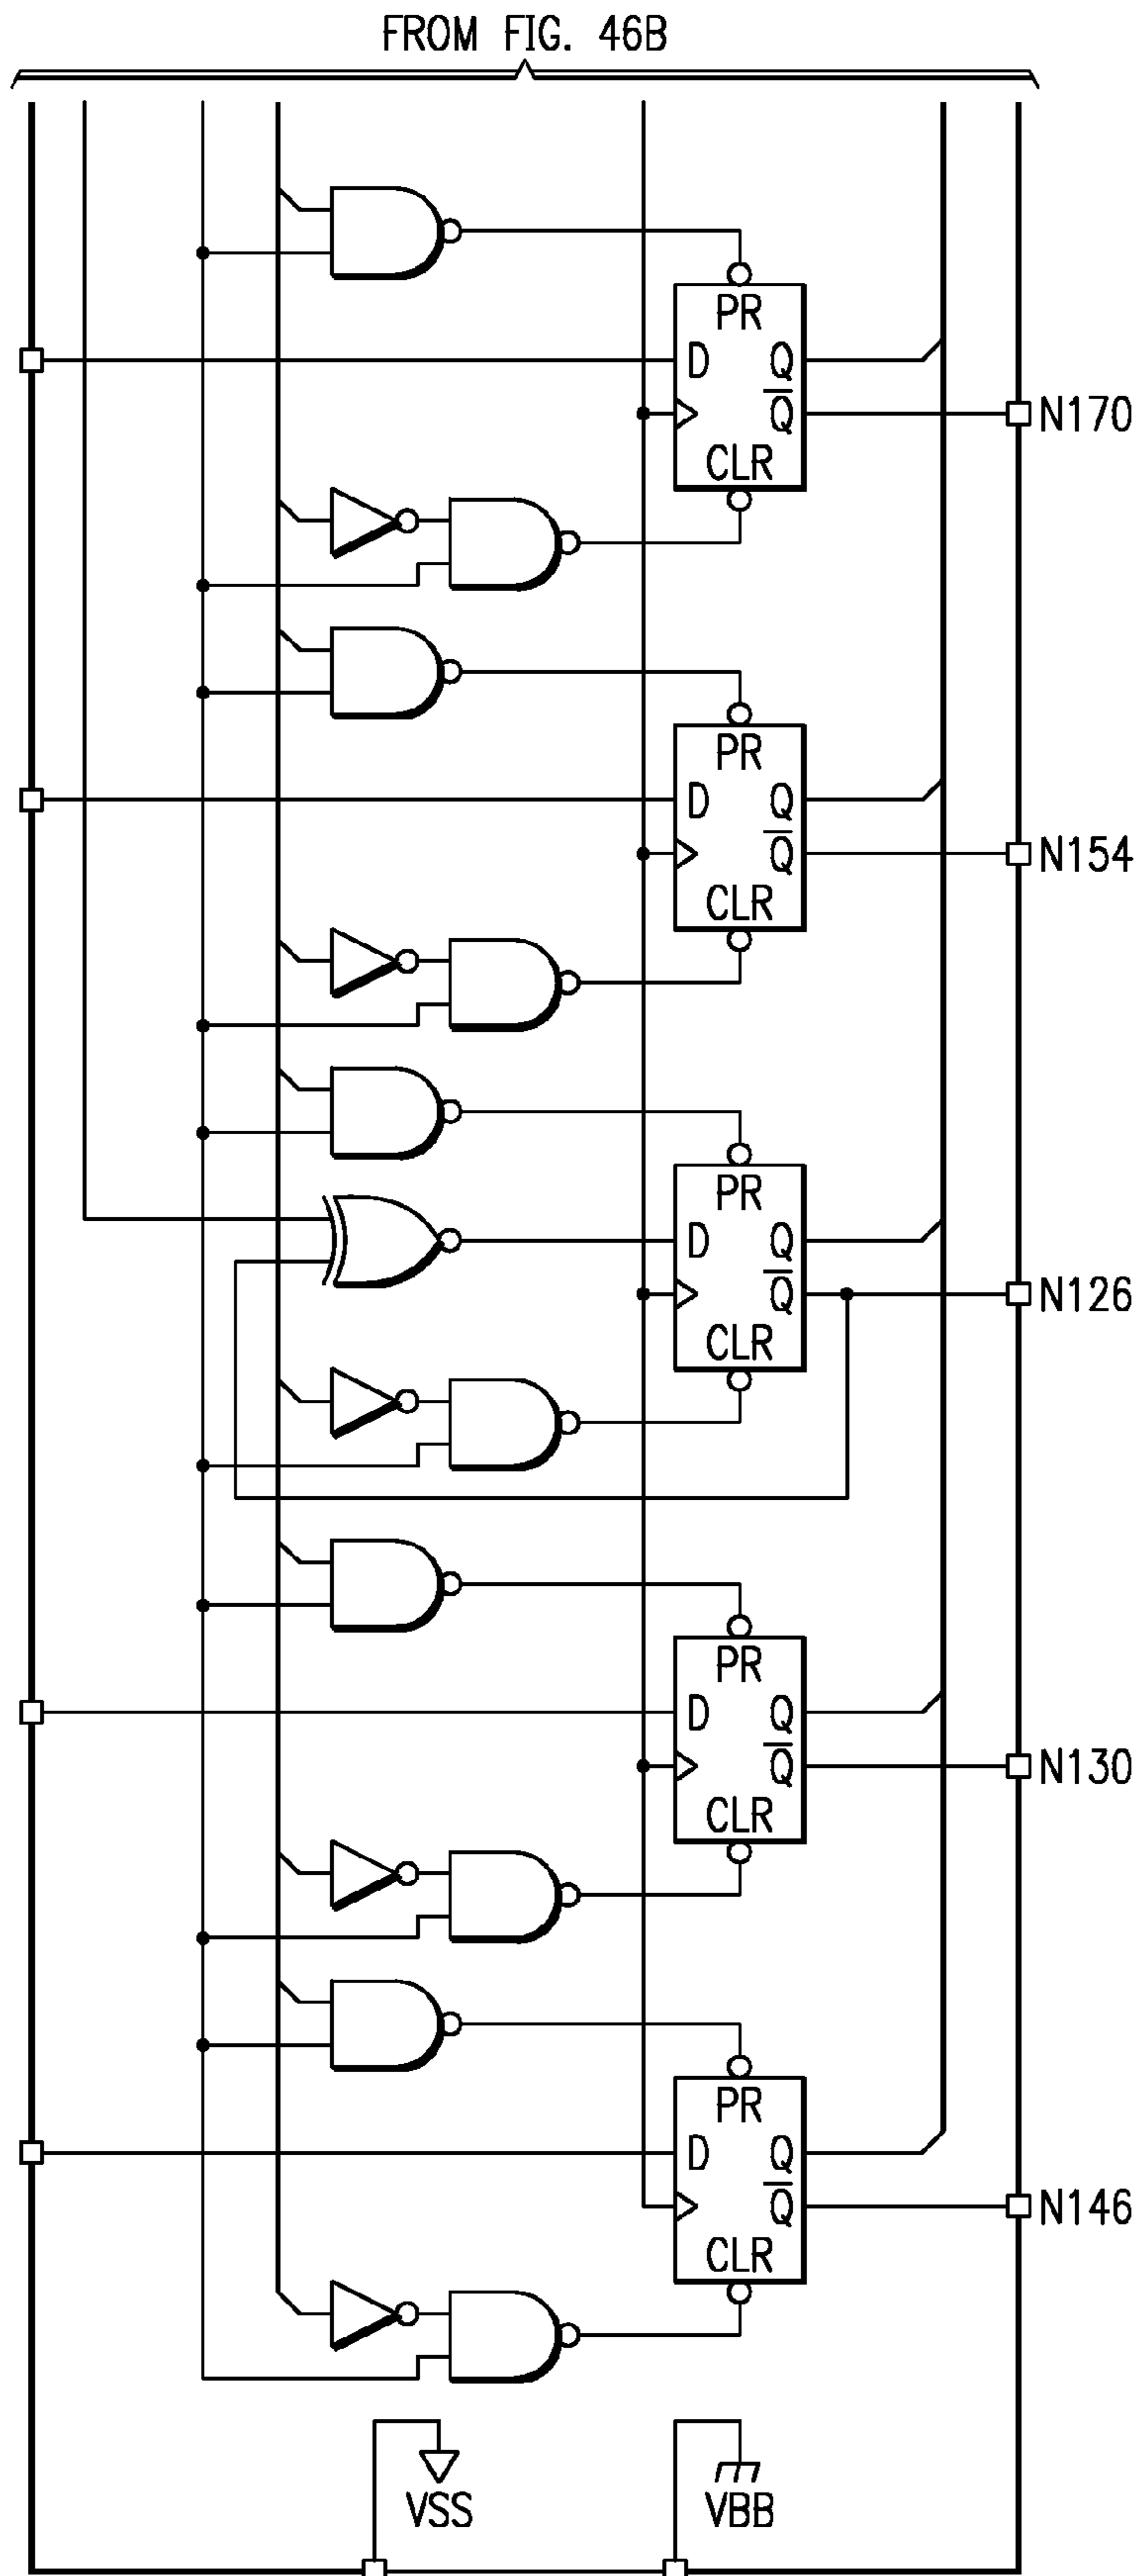 FROM FIG. 46B
PR
D Q
Q̅ N170
CLR
PR
D Q
Q̅ N154
CLR
PR
D Q
Q̅ N126
CLR
PR
D Q
Q̅ N130
CLR
PR
D Q
Q̅ N146
CLR
VSS VBB